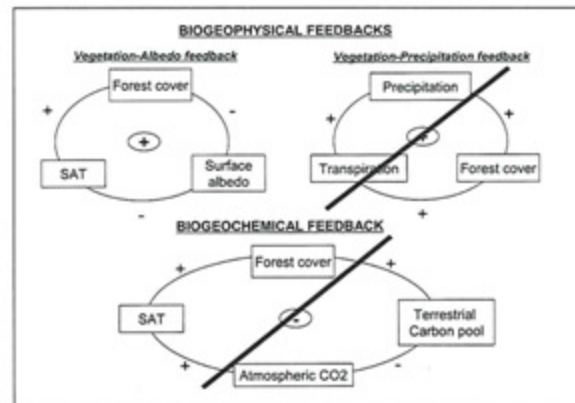 BIOGEOPHYSICAL FEEDBACKS
Vegetation-Albedo feedback
Forest cover
+
-
+
SAT
Surface
albedo
-
Vegetation-Precipitation feedback
Precipitation
+
+
+
Transpiration
Forest cover
+
BIOGEOCHEMICAL FEEDBACK
Forest cover
+
+
SAT
-
Terrestrial
Carbon pool
+
-
Atmospheric CO2